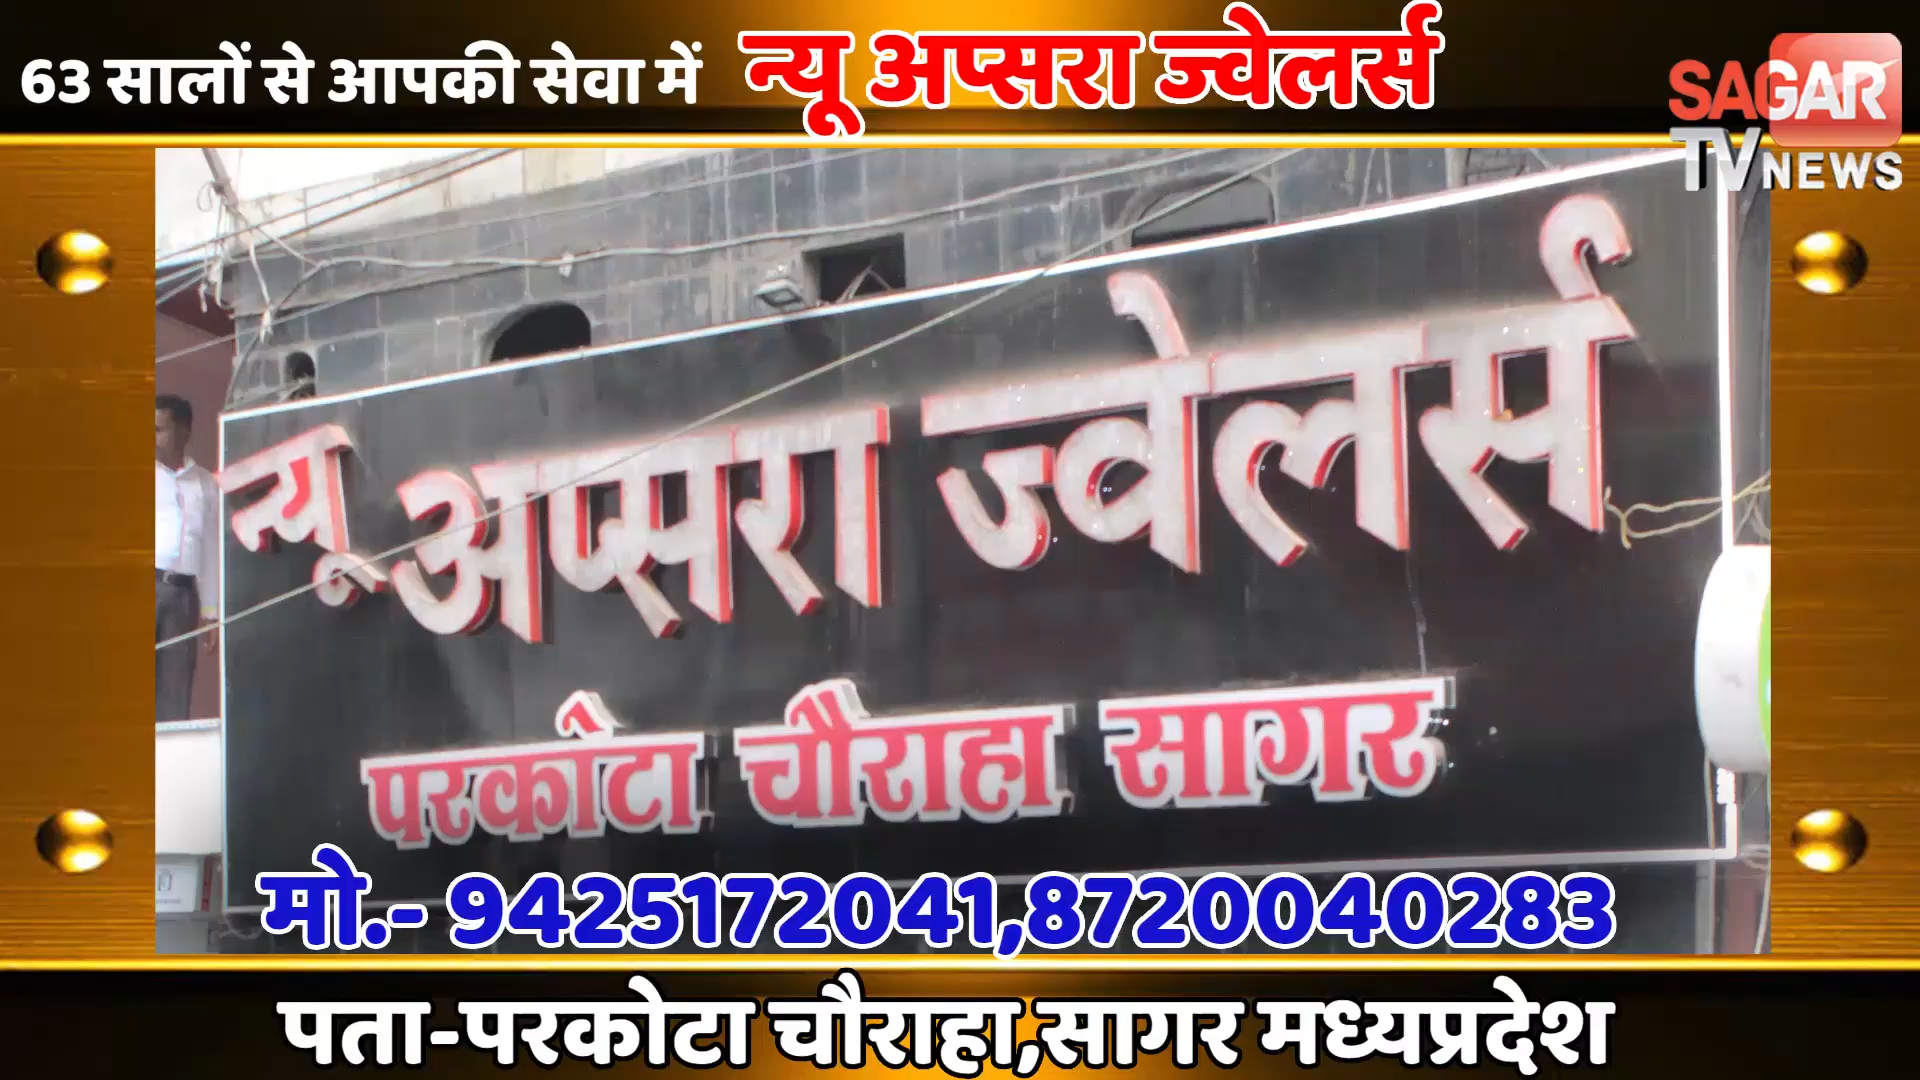 63 सालों से आपकी सेवा में न्यू अप्सरा ज्वेलर्स
SAGAR
TV NEWS
न्यू अप्सरा ज्वेलर्स
परकोटा चौराहा सागर
मो.- 9425172041,8720040283
पता-परकोटा चौराहा,सागर मध्यप्रदेश